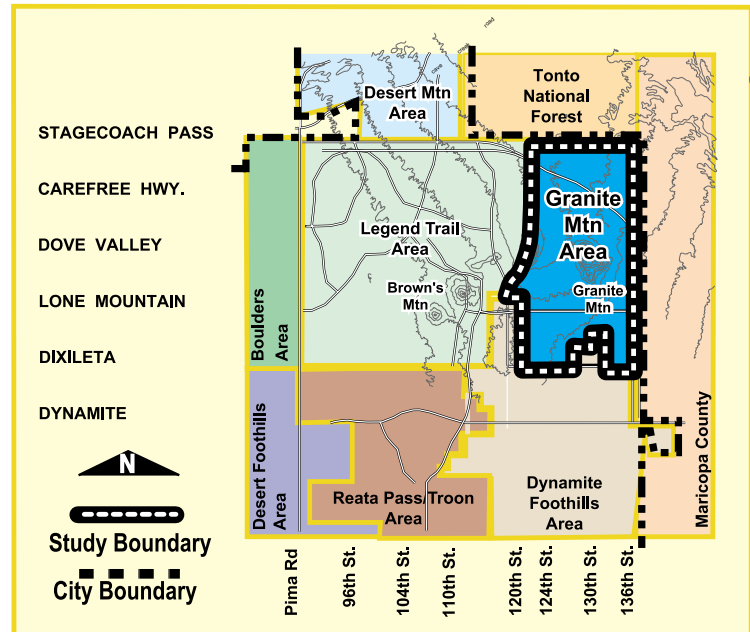 STAGECOACH PASS
CAREFREE HWY.
DOVE VALLEY
LONE MOUNTAIN
DIXILETA
DYNAMITE
N
Study Boundary
City Boundary
Desert Mtn
Area
Tonto
National
Forest
Legend Trail
Area
Brown's
Mtn
Granite
Mtn
Area
Granite
Mtn
Boulders
Area
Desert Foothills
Area
Reata Pass/Troon
Area
Dynamite
Foothills
Area
Maricopa County
Pima Rd
96th St.
104th St.
110th St.
120th St.
124th St.
130th St.
136th St.